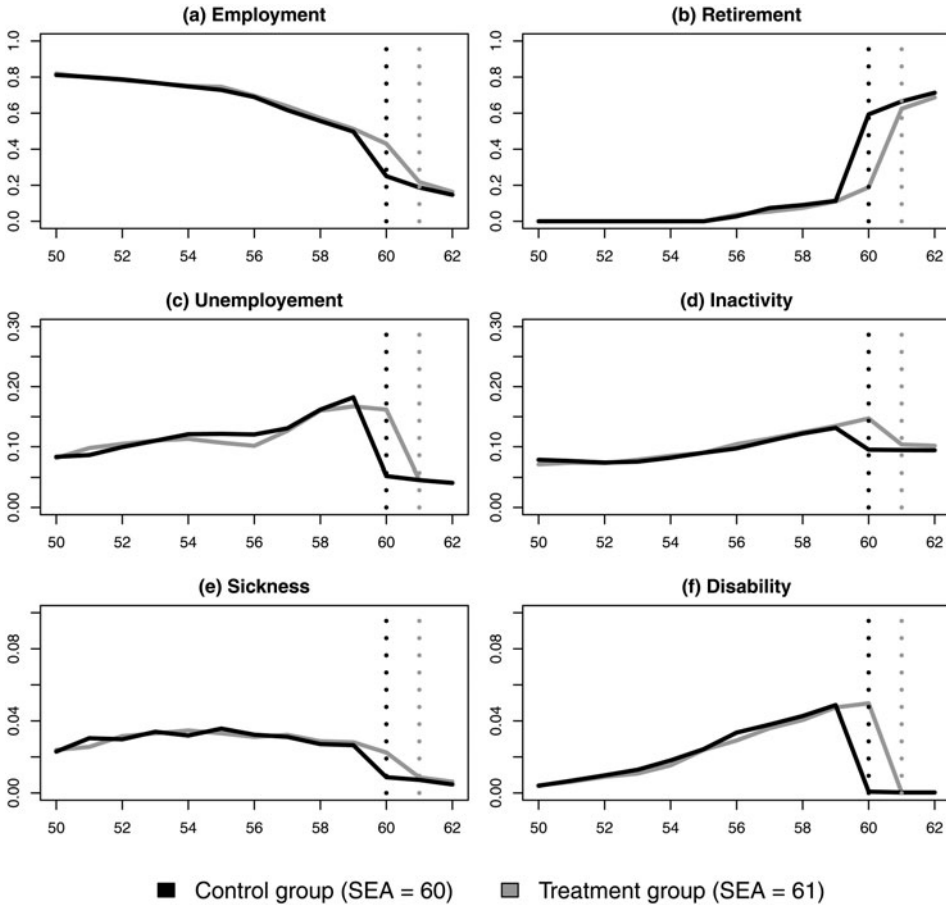 (a) Employment
(b) Retirement
0.0 0.2 0.4 0.6 0.8 1.0
50 52 54 56 58 60 62
0.0 0.2 0.4 0.6 0.8 1.0
50 52 54 56 58 60 62
(c) Unemployement
(d) Inactivity
0.00 0.10 0.20 0.30
50 52 54 56 58 60 62
0.00 0.10 0.20 0.30
50 52 54 56 58 60 62
(e) Sickness
(f) Disability
0.00 0.04 0.08
50 52 54 56 58 60 62
0.00 0.04 0.08
50 52 54 56 58 60 62
Control group (SEA = 60)
Treatment group (SEA = 61)